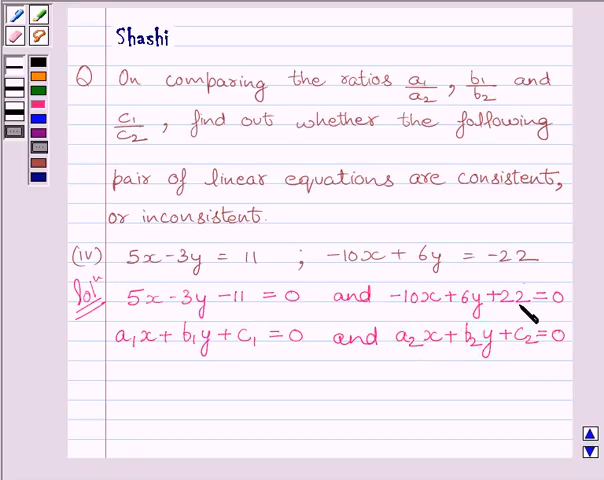 Shashi
Q On comparing the ratios a₁/a₂, b₁/b₂ and
c₁/c₂, find out whether the following
pair of linear equations are consistent,
or inconsistent.
(iv) 5x - 3y = 11 ; -10x + 6y = -22
Solⁿ 5x - 3y - 11 = 0 and -10x + 6y + 22 = 0
a₁x + b₁y + c₁ = 0 and a₂x + b₂y + c₂ = 0